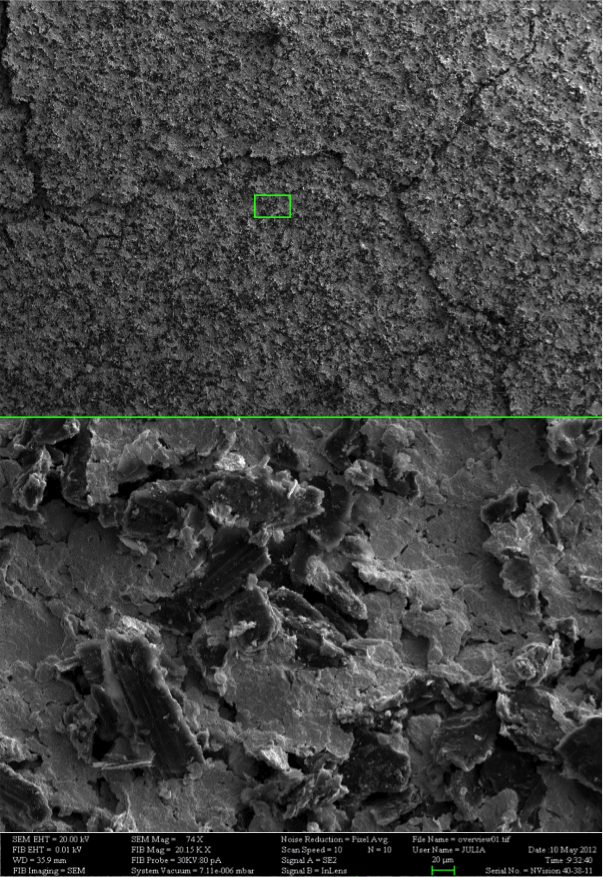 SEM EHT = 20.00 kV SEM Mag = 74 X Noise Reduction = Pixel Avg. File Name = overview01.tif
FIB EHT = 0.01 kV FIB Mag = 20.15 K X Scan Speed = 10 N = 10 User Name = JULIA Date :10 May 2012
WD = 35.9 mm FIB Probe = 30KV:80 pA Signal A = SE2 20 µm Time :9:32:40
FIB Imaging = SEM System Vacuum = 7.11e-006 mbar Signal B = InLens Serial No. = NVision 40-38-11